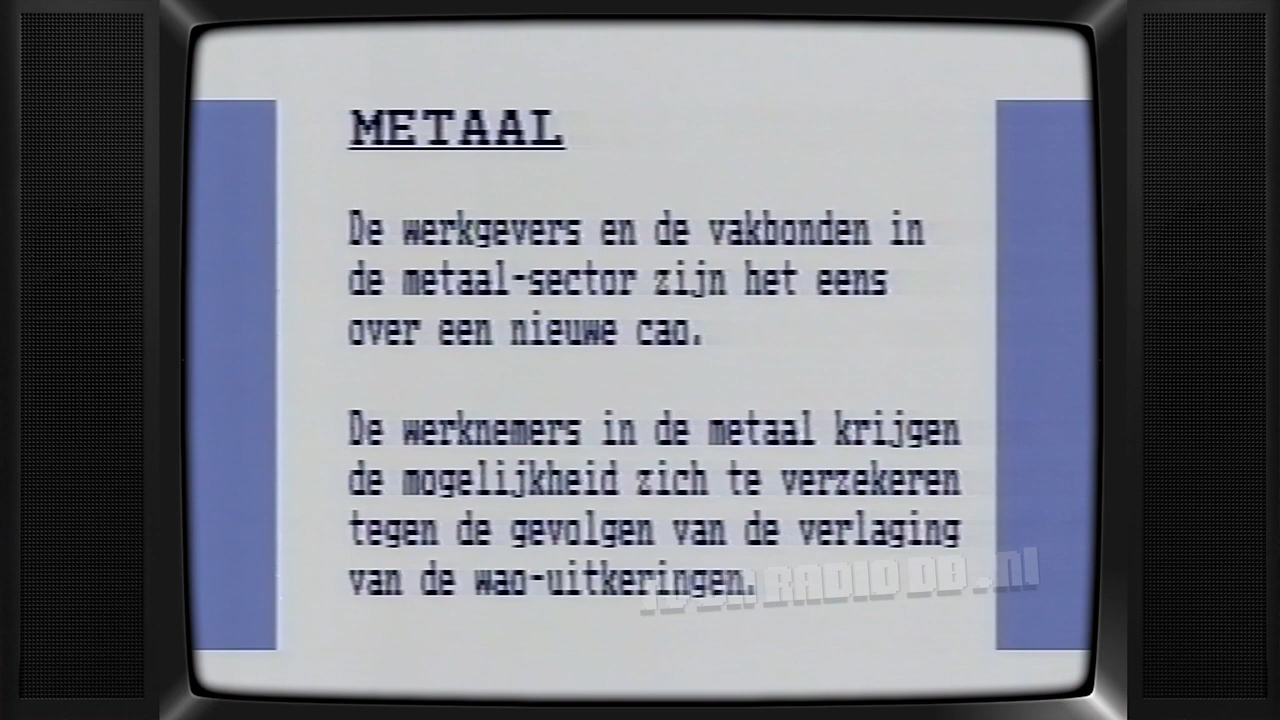 METAAL
De werkgevers en de vakbonden in
de metaal-sector zijn het eens
over een nieuwe cao.
De werknemers in de metaal krijgen
de mogelijkheid zich te verzekeren
tegen de gevolgen van de verlaging
van de wao-uitkeringen.
RADIODB.nl